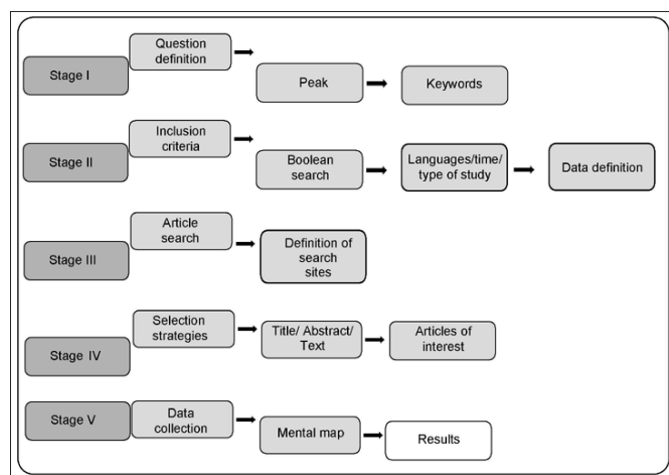 Question
definition
Stage I
Peak
Keywords
Inclusion
criteria
Stage II
Boolean
search
Languages/time/
type of study
Data definition
Article
search
Stage III
Definition of
search
sites
Selection
strategies
Stage IV
Title/ Abstract/
Text
Articles of
interest
Stage V
Data
collection
Mental map
Results